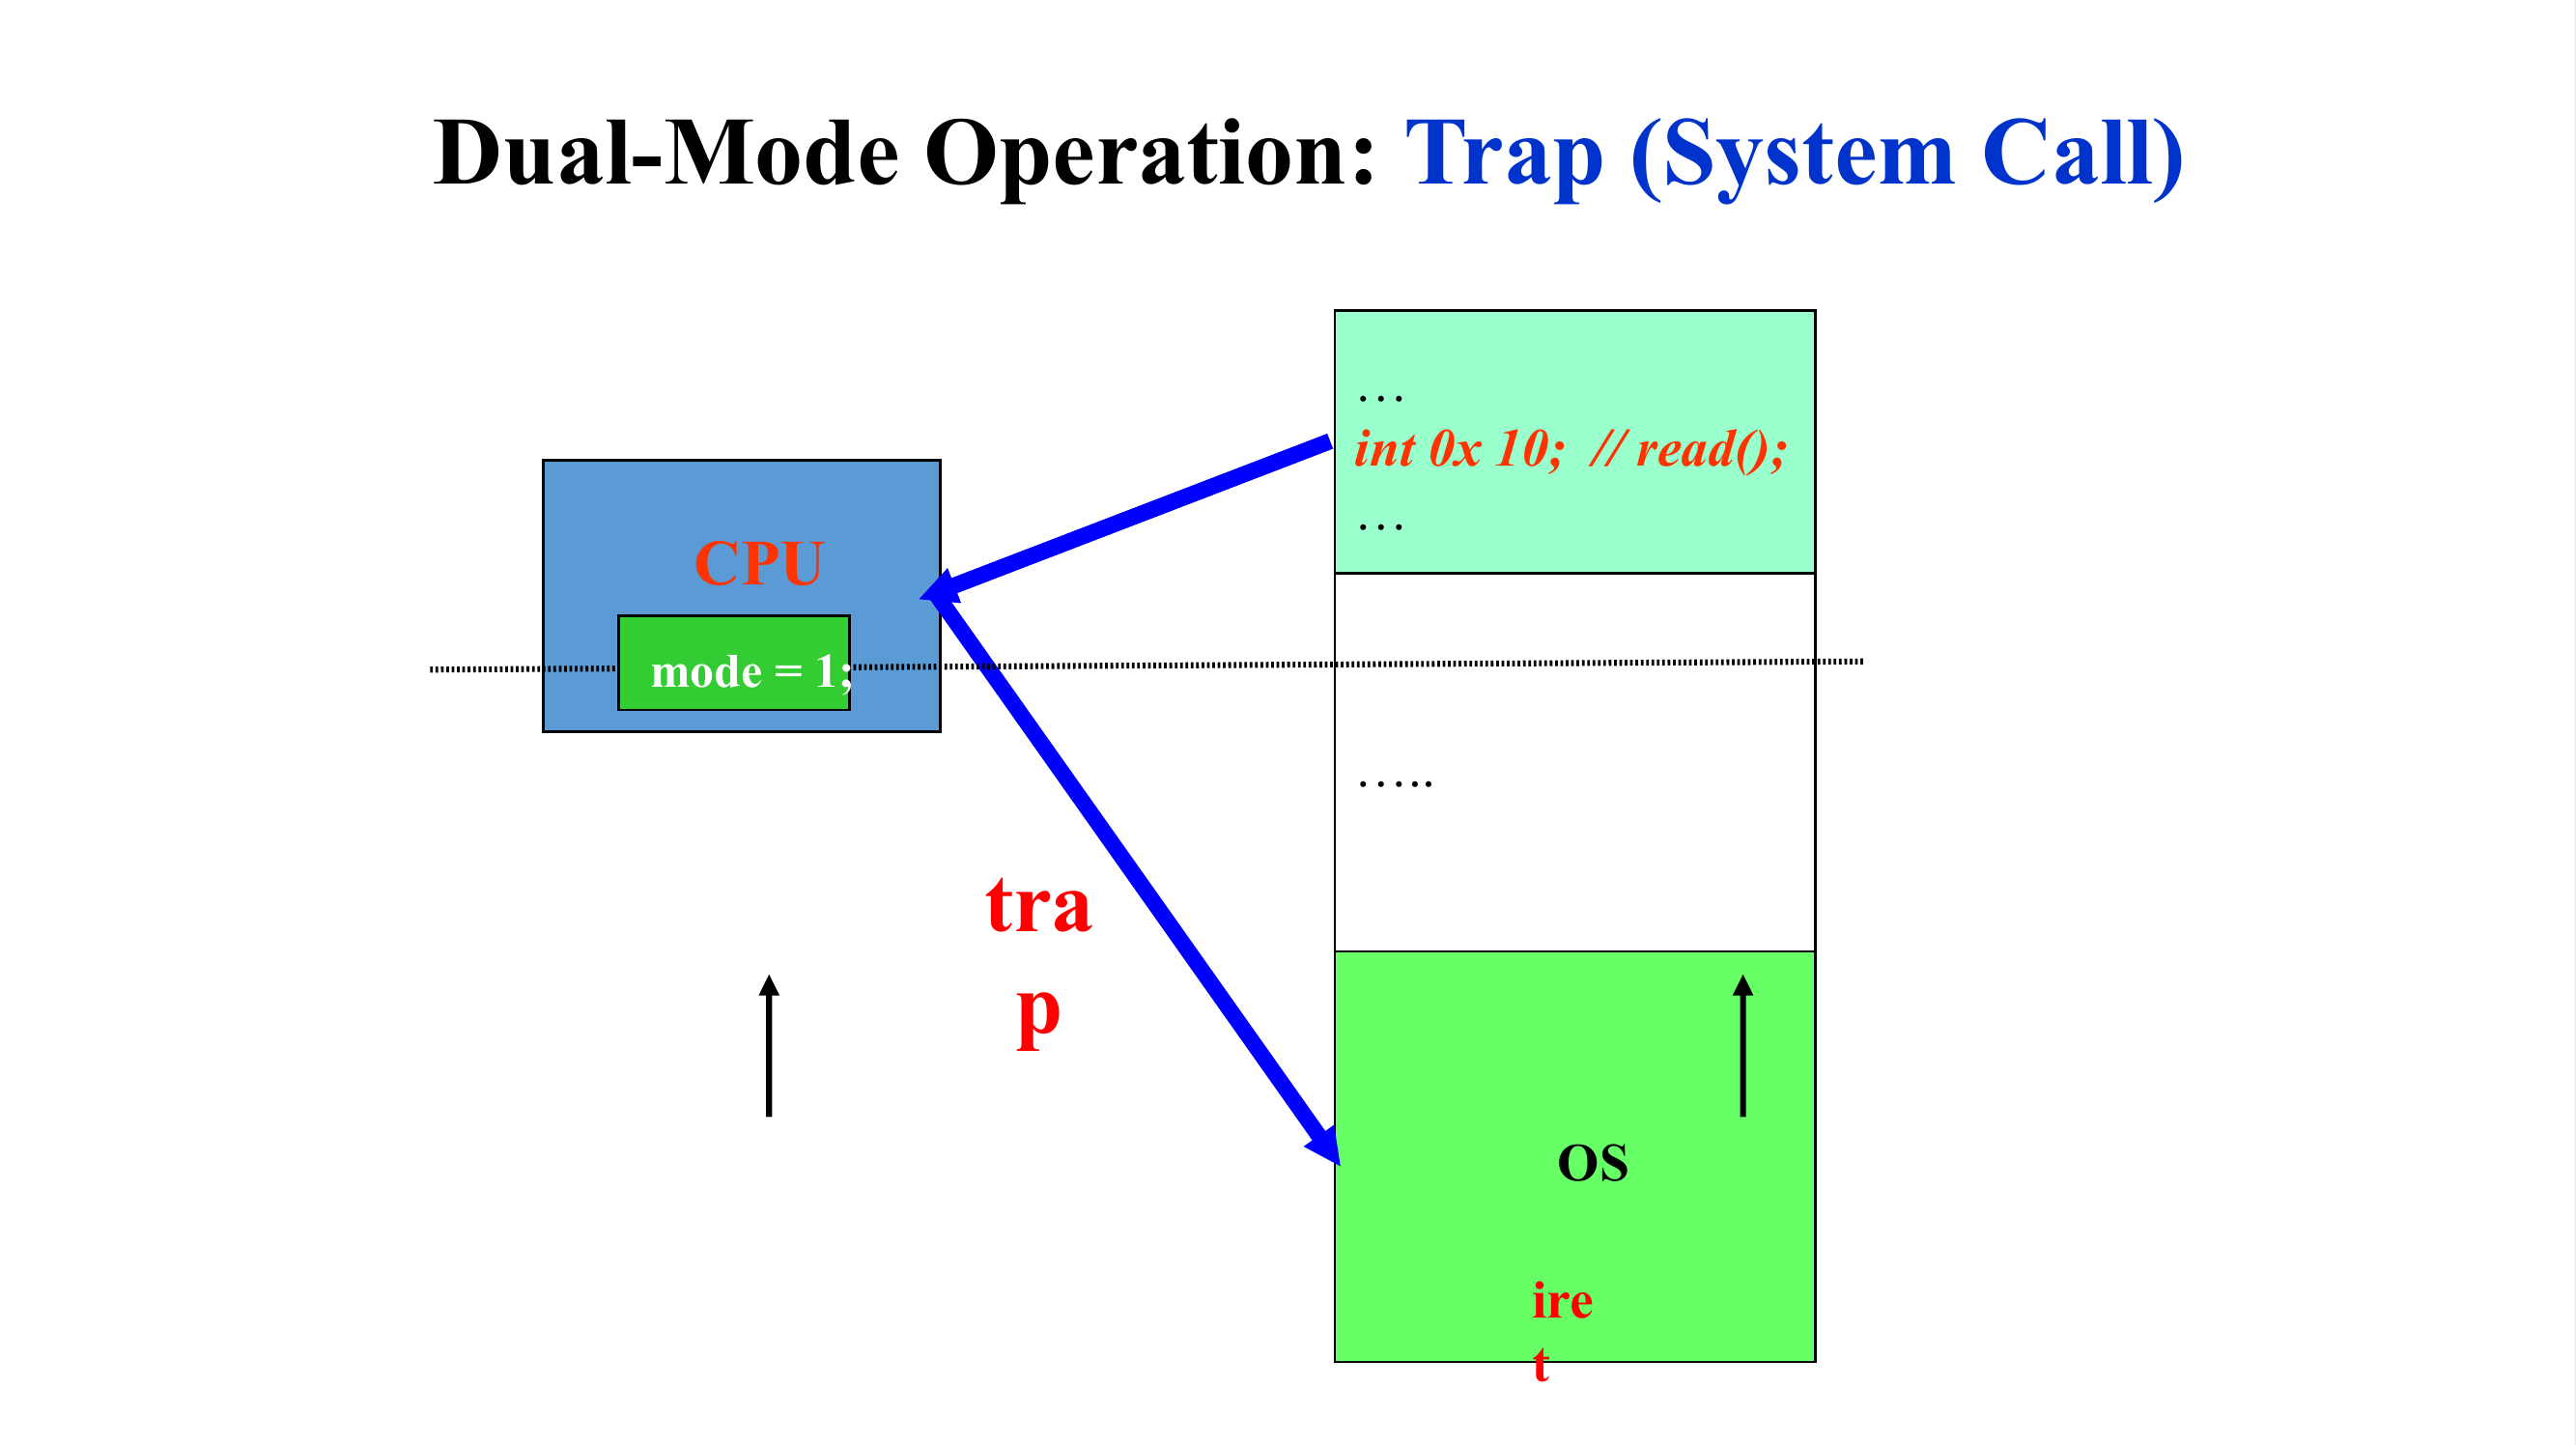 Dual-Mode Operation: Trap (System Call)
…
int 0x 10;  // read();
…
CPU
mode = 1;
…..
tra
p
OS
ire
t